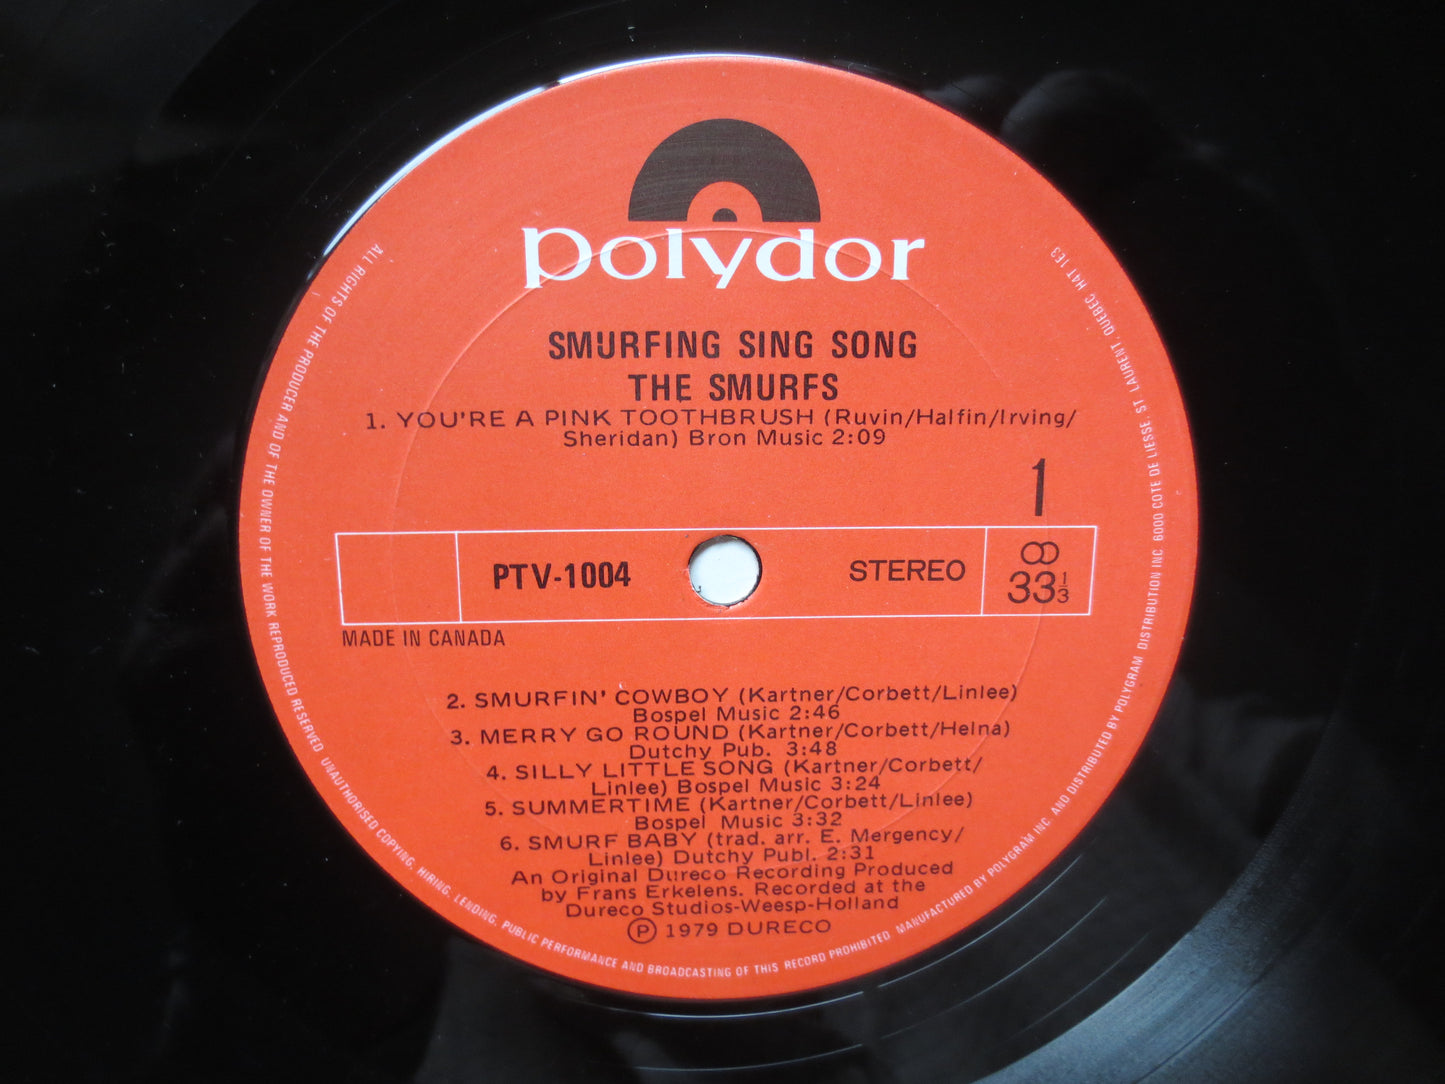 polydor
SMURFING SING SONG
THE SMURFS
1. YOU'RE A PINK TOOTHBRUSH (Ruvin/Halfin/Irving/
Sheridan) Bron Music 2:09
1
PTV-1004
STEREO
33 1/3
MADE IN CANADA
2. SMURFIN' COWBOY (Kartner/Corbett/Linlee)
Bospel Music 2:46
3. MERRY GO ROUND (Kartner/Corbett/Helna)
Dutchy Pub. 3:48
4. SILLY LITTLE SONG (Kartner/Corbett/
Linlee) Bospel Music 3:24
5. SUMMERTIME (Kartner/Corbett/Linlee)
Bospel Music 3:32
6. SMURF BABY (trad. arr. E. Mergency/
Linlee) Dutchy Publ. 2:31
An Original Dureco Recording Produced
by Frans Erkelens. Recorded at the
Dureco Studios-Weesp-Holland
Ⓟ 1979 DURECO
ALL RIGHTS OF THE PRODUCER AND OF THE OWNER OF THE WORK REPRODUCED RESERVED UNAUTHORISED COPYING, HIRING, LENDING, PUBLIC PERFORMANCE AND BROADCASTING OF THIS RECORD PROHIBITED MANUFACTURED BY POLYGRAM INC. AND DISTRIBUTED BY POLYGRAM DISTRIBUTION INC. 6000 COTE DE LIESSE, ST LAURENT, QUEBEC H4T 1E3